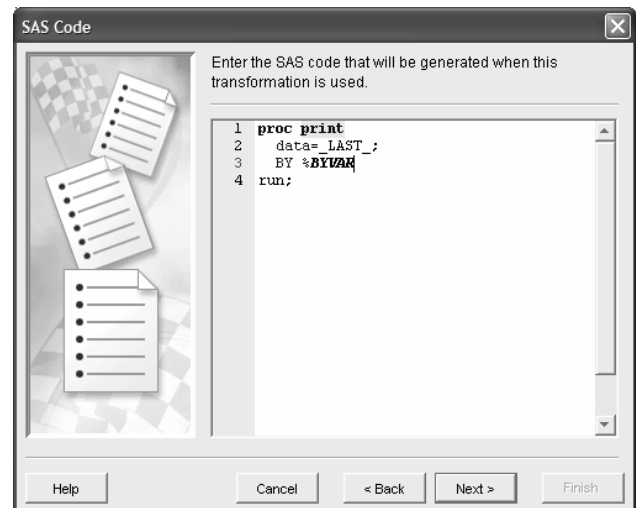 SAS Code
Enter the SAS code that will be generated when this
transformation is used.
1 proc print
2 data=_LAST_;
3 BY %BYVAR
4 run;
Help
Cancel
< Back
Next >
Finish